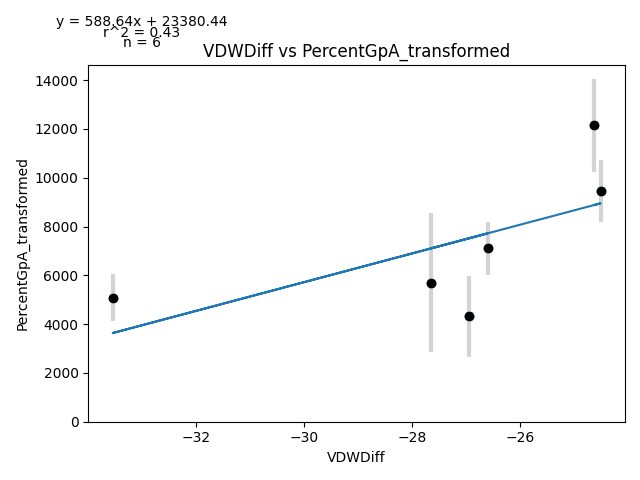 y = 588.64x + 23380.44
r^2 = 0.43
n = 6
VDWDiff vs PercentGpA_transformed
14000
12000
10000
8000
6000
4000
2000
0
PercentGpA_transformed
−32
−30
−28
−26
VDWDiff